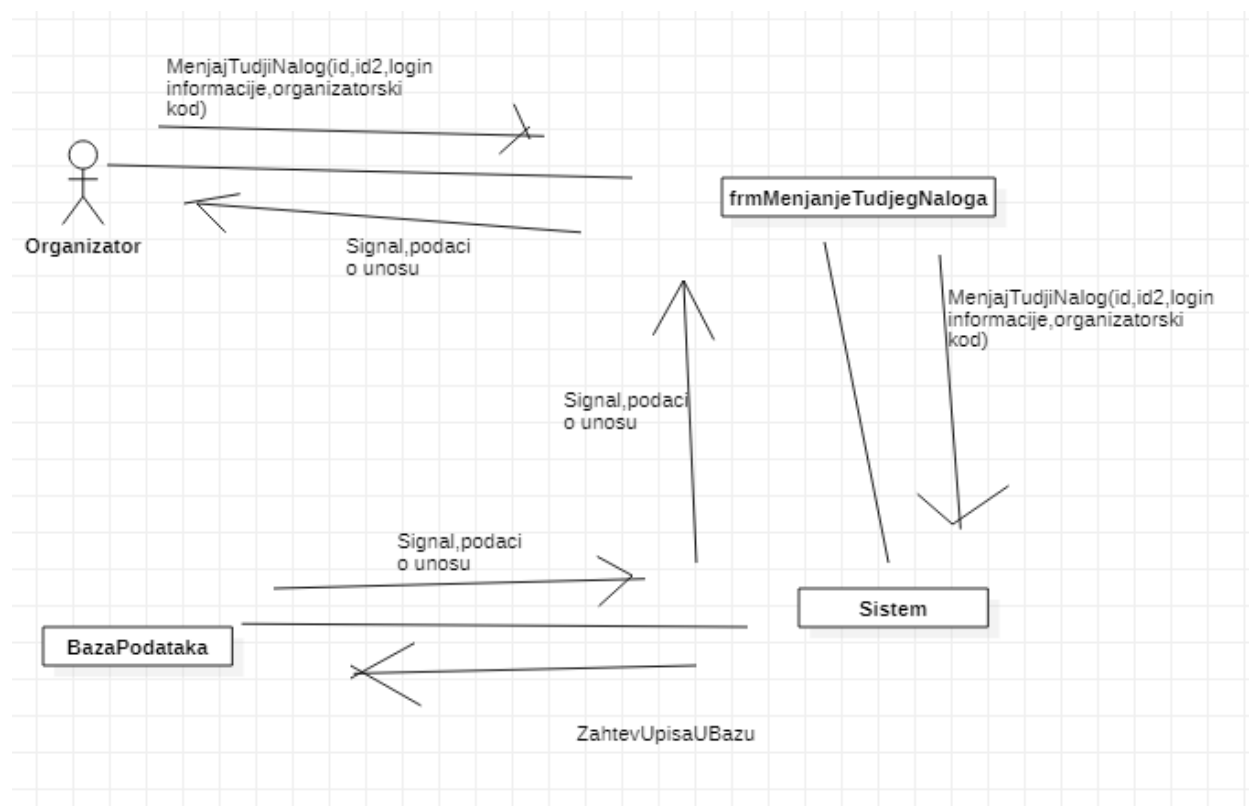 MenjajTudjiNalog(id,id2,login
informacije,organizatorski
kod)
frmMenjanjeTudjegNaloga
Organizator
Signal,podaci
o unosu
MenjajTudjiNalog(id,id2,login
informacije,organizatorski
kod)
Signal,podaci
o unosu
Signal,podaci
o unosu
Sistem
BazaPodataka
ZahtevUpisaUBazu